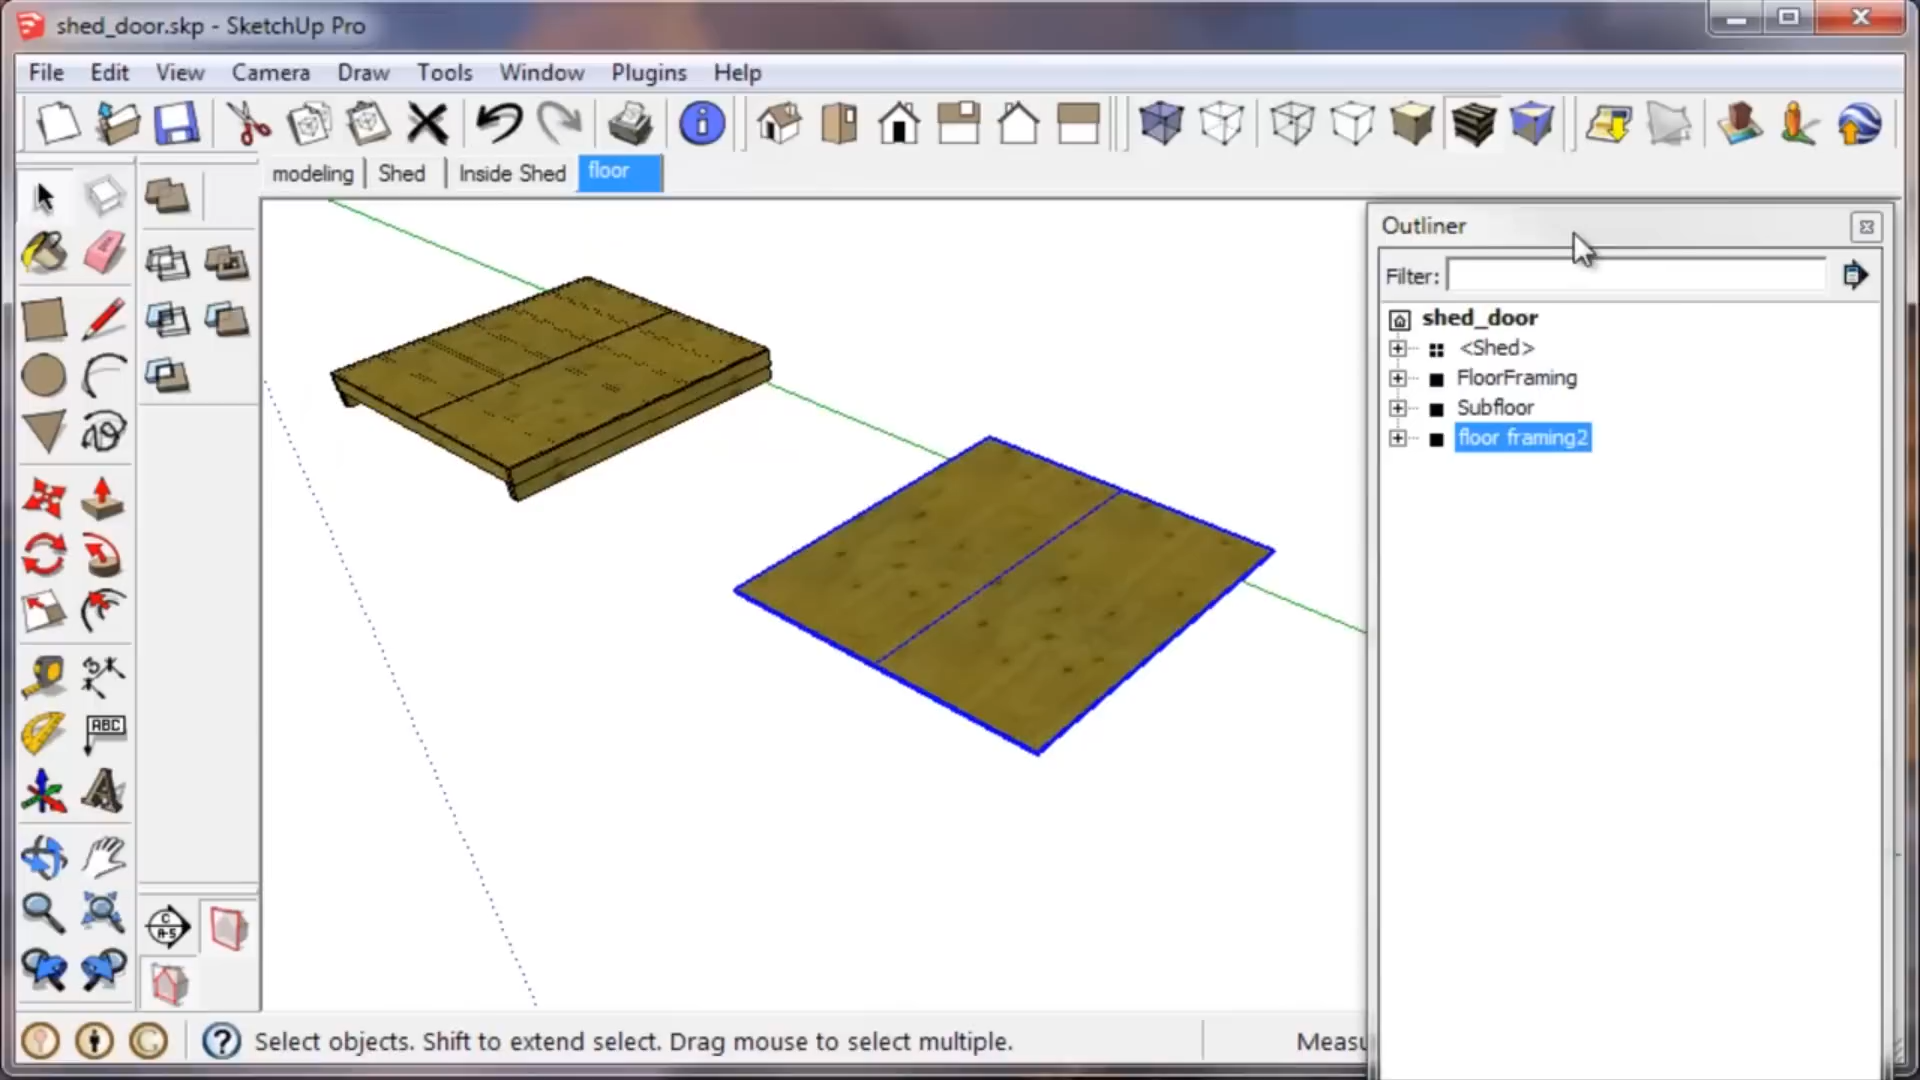 shed_door.skp - SketchUp Pro
File Edit View Camera Draw Tools Window Plugins Help
modeling Shed Inside Shed floor
Outliner
Filter:
shed_door
<Shed>
FloorFraming
Subfloor
floor framing2
ABC
C
A-5
Select objects. Shift to extend select. Drag mouse to select multiple.
Measu